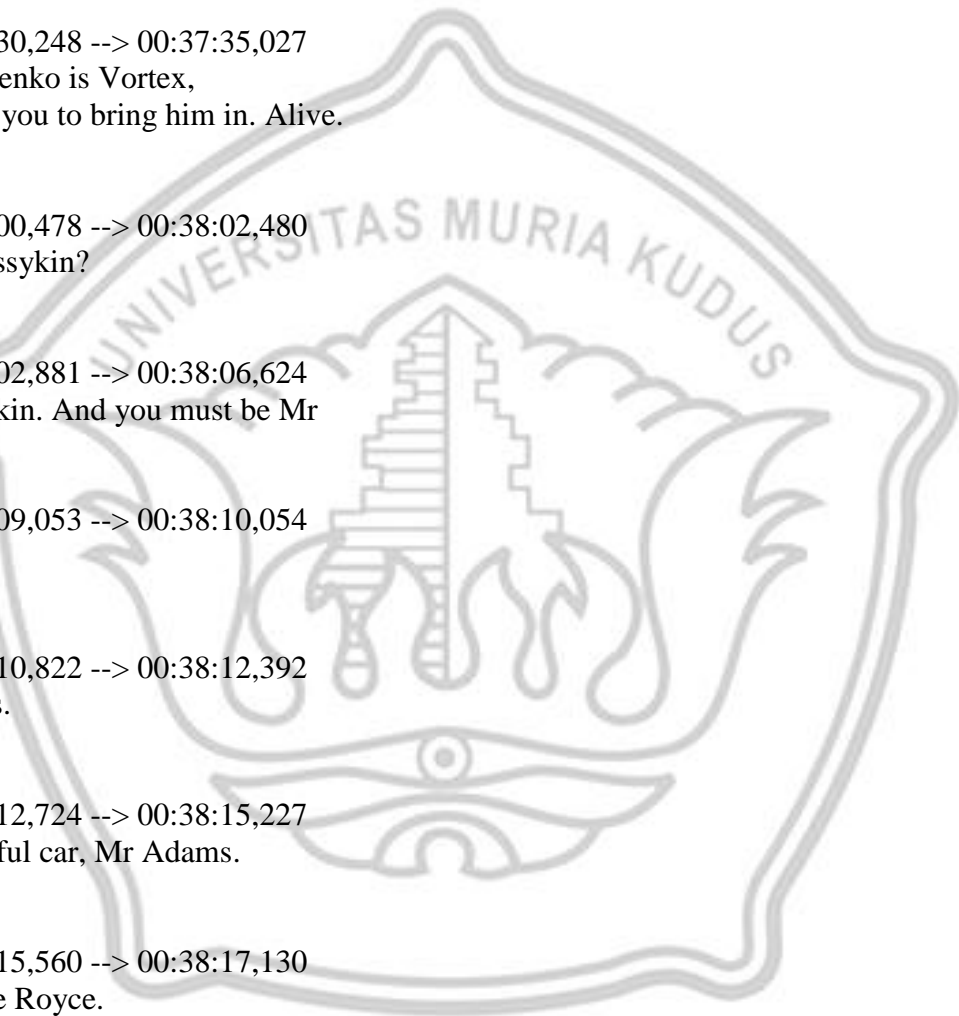 30,248 --> 00:37:35,027
enko is Vortex,
you to bring him in. Alive.
00,478 --> 00:38:02,480
ssykin?
UNIVERSITAS MURIA KUDUS
02,881 --> 00:38:06,624
kin. And you must be Mr
09,053 --> 00:38:10,054
10,822 --> 00:38:12,392
s.
12,724 --> 00:38:15,227
ful car, Mr Adams.
15,560 --> 00:38:17,130
e Royce.